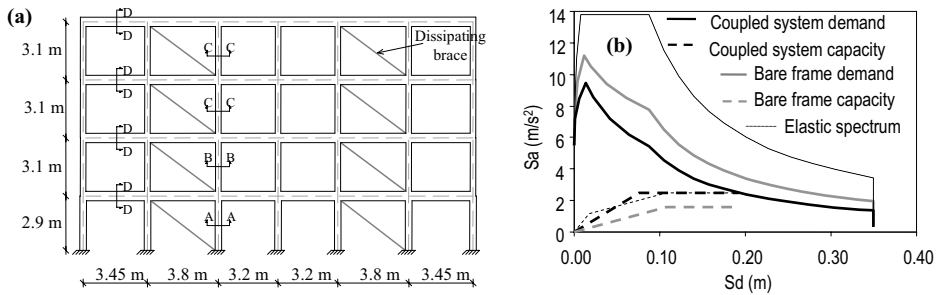 (a)
D
D
C C
Dissipating
brace
C C
3.1 m
D
D
C C
C C
3.1 m
D
D
B B
3.1 m
D
D
A A
2.9 m
3.45 m 3.8 m 3.2 m 3.2 m 3.8 m 3.45 m
(b)
Coupled system demand
Coupled system capacity
Bare frame demand
Bare frame capacity
Elastic spectrum
Sa (m/s²)
14
12
10
8
6
4
2
0
0.00 0.10 0.20 0.30 0.40
Sd (m)